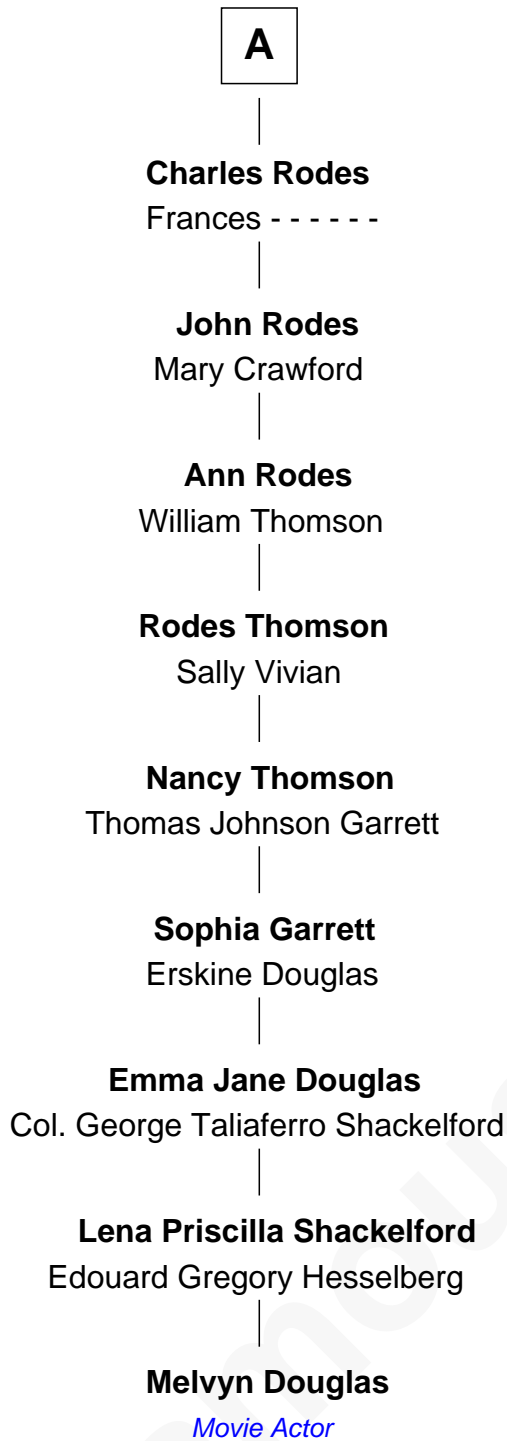 A
Charles Rodes
Frances - - - - - -
John Rodes
Mary Crawford
Ann Rodes
William Thomson
Rodes Thomson
Sally Vivian
Nancy Thomson
Thomas Johnson Garrett
Sophia Garrett
Erskine Douglas
Emma Jane Douglas
Col. George Taliaferro Shackelford
Lena Priscilla Shackelford
Edouard Gregory Hesselberg
Melvyn Douglas
Movie Actor